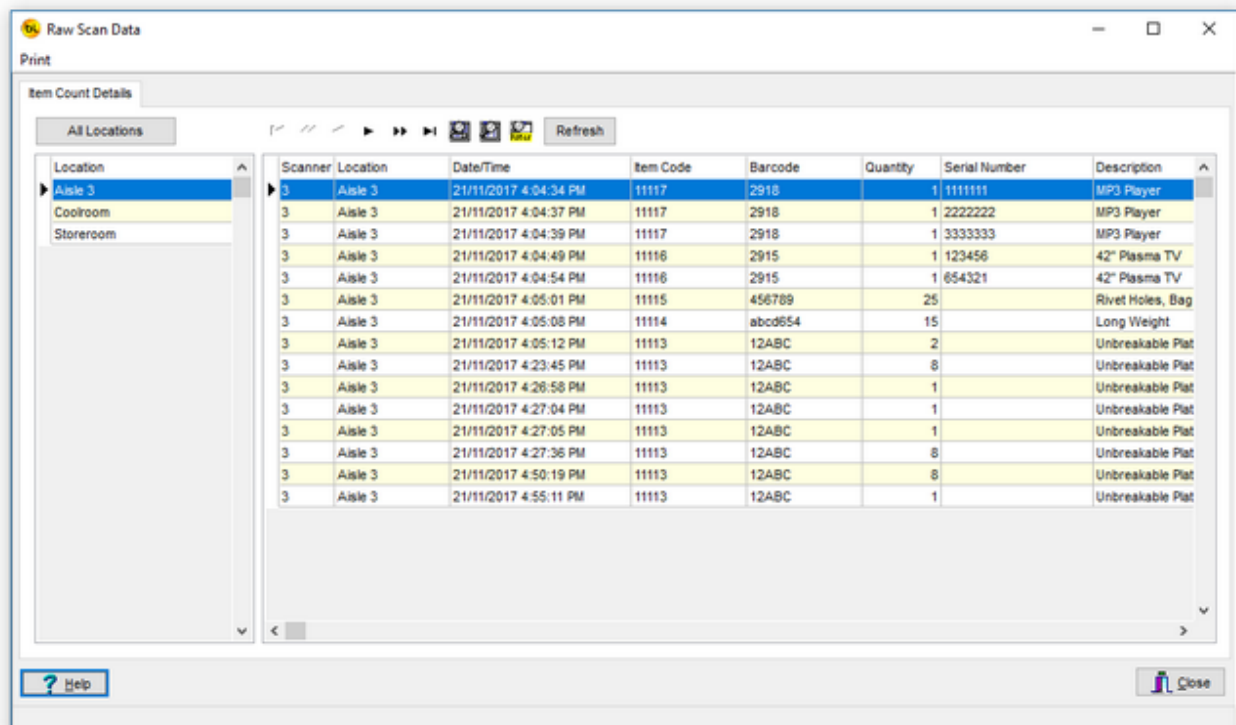 Raw Scan Data
Print
Item Count Details
All Locations Refresh
Location
Aisle 3
Coolroom
Storeroom
Scanner Location Date/Time Item Code Barcode Quantity Serial Number Description
3 Aisle 3 21/11/2017 4:04:34 PM 11117 2918 1 1111111 MP3 Player
3 Aisle 3 21/11/2017 4:04:37 PM 11117 2918 1 2222222 MP3 Player
3 Aisle 3 21/11/2017 4:04:39 PM 11117 2918 1 3333333 MP3 Player
3 Aisle 3 21/11/2017 4:04:49 PM 11116 2915 1 123456 42" Plasma TV
3 Aisle 3 21/11/2017 4:04:54 PM 11116 2915 1 654321 42" Plasma TV
3 Aisle 3 21/11/2017 4:05:01 PM 11115 456789 25 Rivet Holes, Bag
3 Aisle 3 21/11/2017 4:05:08 PM 11114 abcd654 15 Long Weight
3 Aisle 3 21/11/2017 4:05:12 PM 11113 12ABC 2 Unbreakable Plat
3 Aisle 3 21/11/2017 4:23:45 PM 11113 12ABC 8 Unbreakable Plat
3 Aisle 3 21/11/2017 4:26:58 PM 11113 12ABC 1 Unbreakable Plat
3 Aisle 3 21/11/2017 4:27:04 PM 11113 12ABC 1 Unbreakable Plat
3 Aisle 3 21/11/2017 4:27:05 PM 11113 12ABC 1 Unbreakable Plat
3 Aisle 3 21/11/2017 4:27:36 PM 11113 12ABC 8 Unbreakable Plat
3 Aisle 3 21/11/2017 4:50:19 PM 11113 12ABC 8 Unbreakable Plat
3 Aisle 3 21/11/2017 4:55:11 PM 11113 12ABC 1 Unbreakable Plat
Help Close